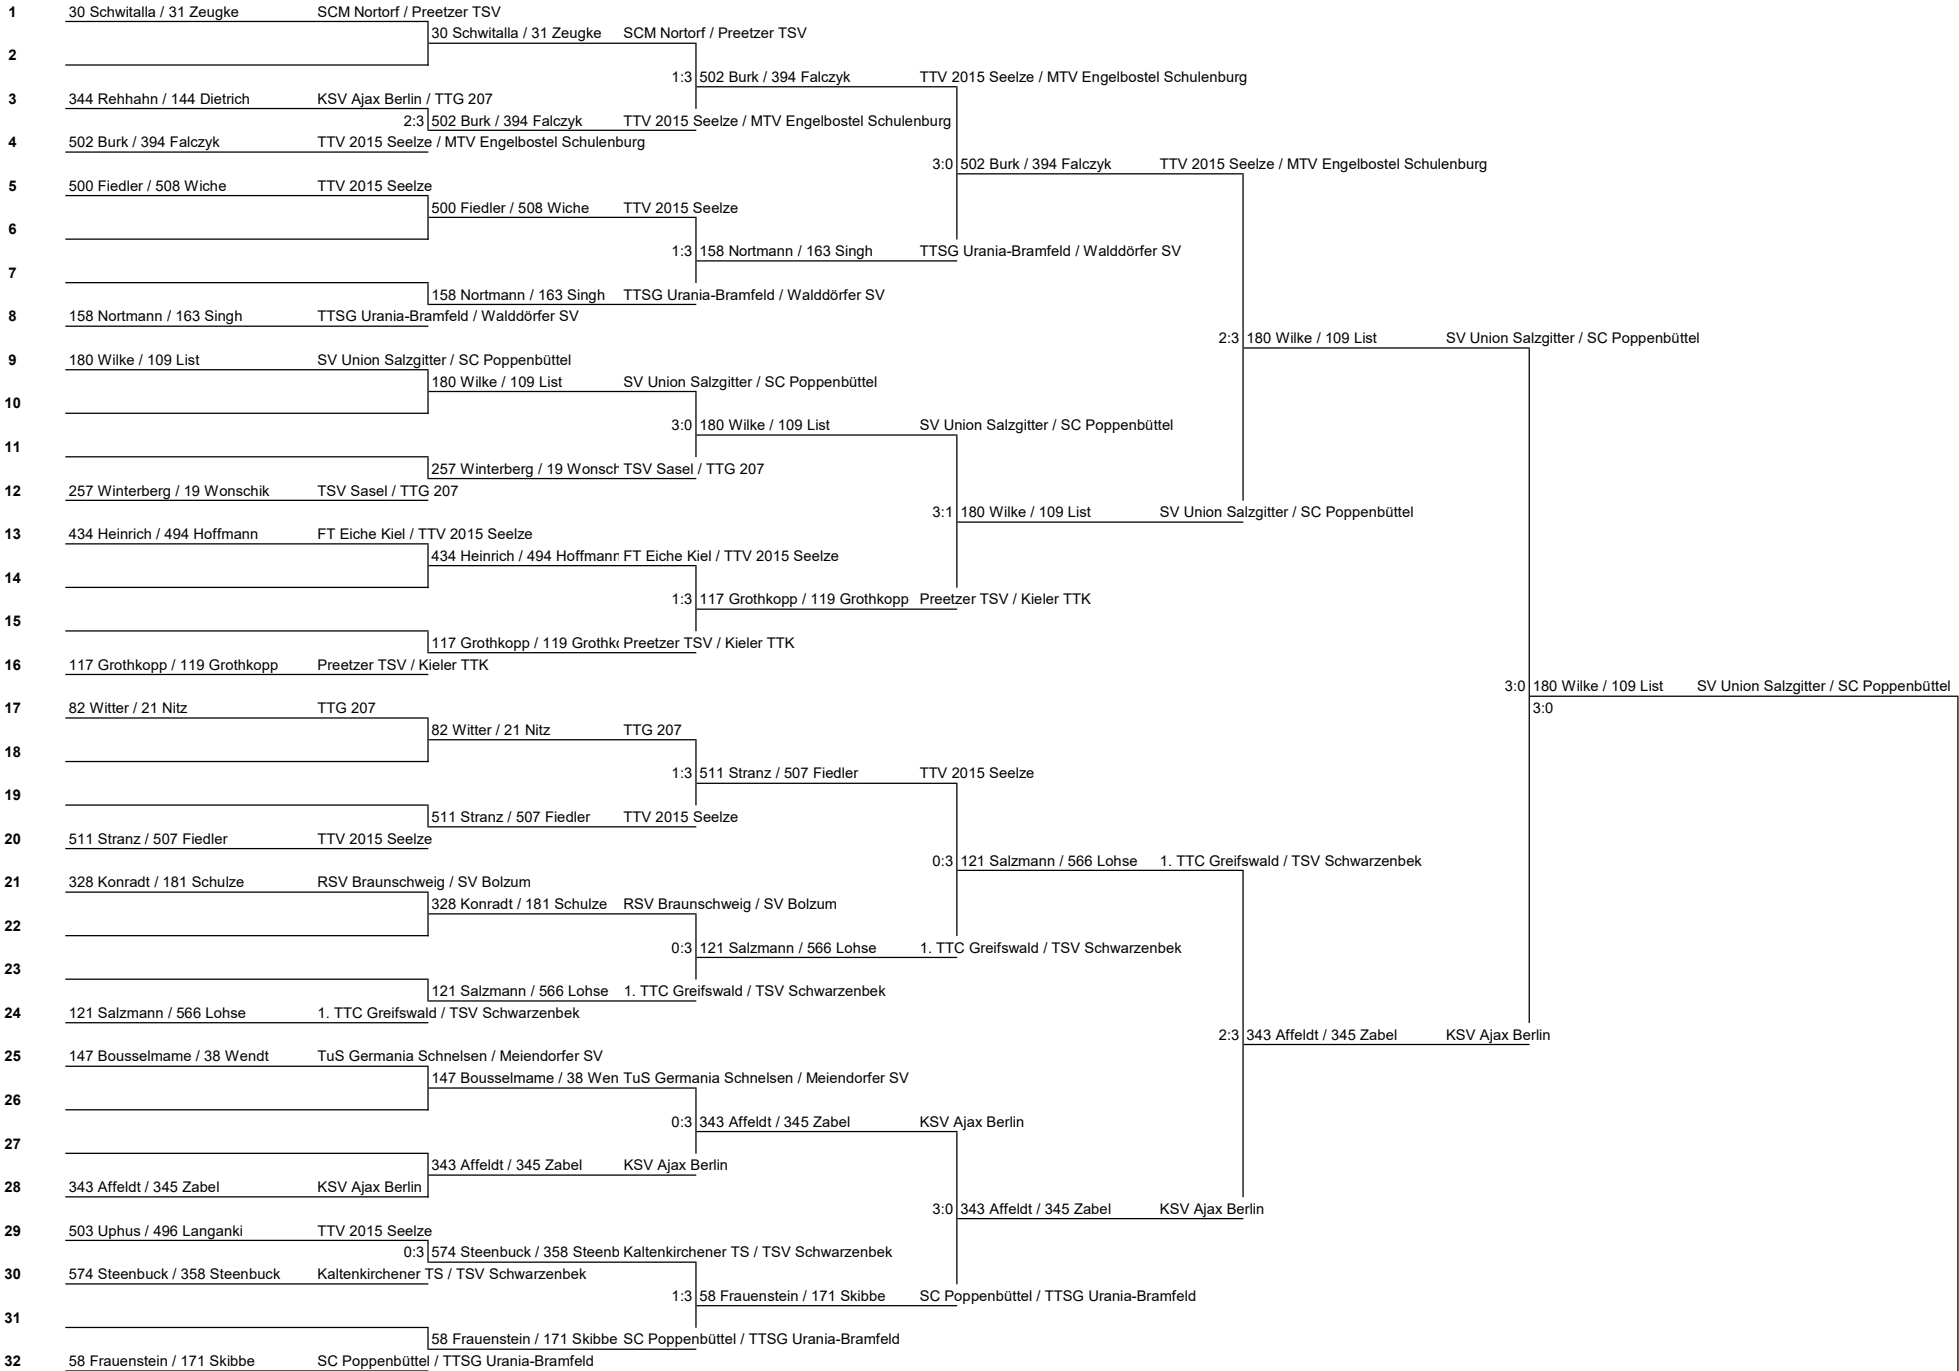 1 30 Schwitalla / 31 Zeugke SCM Nortorf / Preetzer TSV
30 Schwitalla / 31 Zeugke SCM Nortorf / Preetzer TSV
2
1:3 502 Burk / 394 Falczyk TTV 2015 Seelze / MTV Engelbostel Schulenburg
3 344 Rehhahn / 144 Dietrich KSV Ajax Berlin / TTG 207
2:3 502 Burk / 394 Falczyk TTV 2015 Seelze / MTV Engelbostel Schulenburg
4 502 Burk / 394 Falczyk TTV 2015 Seelze / MTV Engelbostel Schulenburg
3:0 502 Burk / 394 Falczyk TTV 2015 Seelze / MTV Engelbostel Schulenburg
5 500 Fiedler / 508 Wiche TTV 2015 Seelze
500 Fiedler / 508 Wiche TTV 2015 Seelze
6
1:3 158 Nortmann / 163 Singh TTSG Urania-Bramfeld / Walddörfer SV
7
158 Nortmann / 163 Singh TTSG Urania-Bramfeld / Walddörfer SV
8 158 Nortmann / 163 Singh TTSG Urania-Bramfeld / Walddörfer SV
2:3 180 Wilke / 109 List SV Union Salzgitter / SC Poppenbüttel
9 180 Wilke / 109 List SV Union Salzgitter / SC Poppenbüttel
180 Wilke / 109 List SV Union Salzgitter / SC Poppenbüttel
10
3:0 180 Wilke / 109 List SV Union Salzgitter / SC Poppenbüttel
11
257 Winterberg / 19 Wonsch TSV Sasel / TTG 207
12 257 Winterberg / 19 Wonschik TSV Sasel / TTG 207
3:1 180 Wilke / 109 List SV Union Salzgitter / SC Poppenbüttel
13 434 Heinrich / 494 Hoffmann FT Eiche Kiel / TTV 2015 Seelze
434 Heinrich / 494 Hoffmann FT Eiche Kiel / TTV 2015 Seelze
14
1:3 117 Grothkopp / 119 Grothkopp Preetzer TSV / Kieler TTK
15
117 Grothkopp / 119 Grothk Preetzer TSV / Kieler TTK
16 117 Grothkopp / 119 Grothkopp Preetzer TSV / Kieler TTK
3:0 180 Wilke / 109 List SV Union Salzgitter / SC Poppenbüttel
17 82 Witter / 21 Nitz TTG 207
3:0
82 Witter / 21 Nitz TTG 207
18
1:3 511 Stranz / 507 Fiedler TTV 2015 Seelze
19
511 Stranz / 507 Fiedler TTV 2015 Seelze
20 511 Stranz / 507 Fiedler TTV 2015 Seelze
0:3 121 Salzmann / 566 Lohse 1. TTC Greifswald / TSV Schwarzenbek
21 328 Konradt / 181 Schulze RSV Braunschweig / SV Bolzum
328 Konradt / 181 Schulze RSV Braunschweig / SV Bolzum
22
0:3 121 Salzmann / 566 Lohse 1. TTC Greifswald / TSV Schwarzenbek
23
121 Salzmann / 566 Lohse 1. TTC Greifswald / TSV Schwarzenbek
24 121 Salzmann / 566 Lohse 1. TTC Greifswald / TSV Schwarzenbek
2:3 343 Affeldt / 345 Zabel KSV Ajax Berlin
25 147 Bousselmame / 38 Wendt TuS Germania Schnelsen / Meiendorfer SV
147 Bousselmame / 38 Wen TuS Germania Schnelsen / Meiendorfer SV
26
0:3 343 Affeldt / 345 Zabel KSV Ajax Berlin
27
343 Affeldt / 345 Zabel KSV Ajax Berlin
28 343 Affeldt / 345 Zabel KSV Ajax Berlin
3:0 343 Affeldt / 345 Zabel KSV Ajax Berlin
29 503 Uphus / 496 Langanki TTV 2015 Seelze
0:3 574 Steenbuck / 358 Steenb Kaltenkirchener TS / TSV Schwarzenbek
30 574 Steenbuck / 358 Steenbuck Kaltenkirchener TS / TSV Schwarzenbek
1:3 58 Frauenstein / 171 Skibbe SC Poppenbüttel / TTSG Urania-Bramfeld
31
58 Frauenstein / 171 Skibbe SC Poppenbüttel / TTSG Urania-Bramfeld
32 58 Frauenstein / 171 Skibbe SC Poppenbüttel / TTSG Urania-Bramfeld